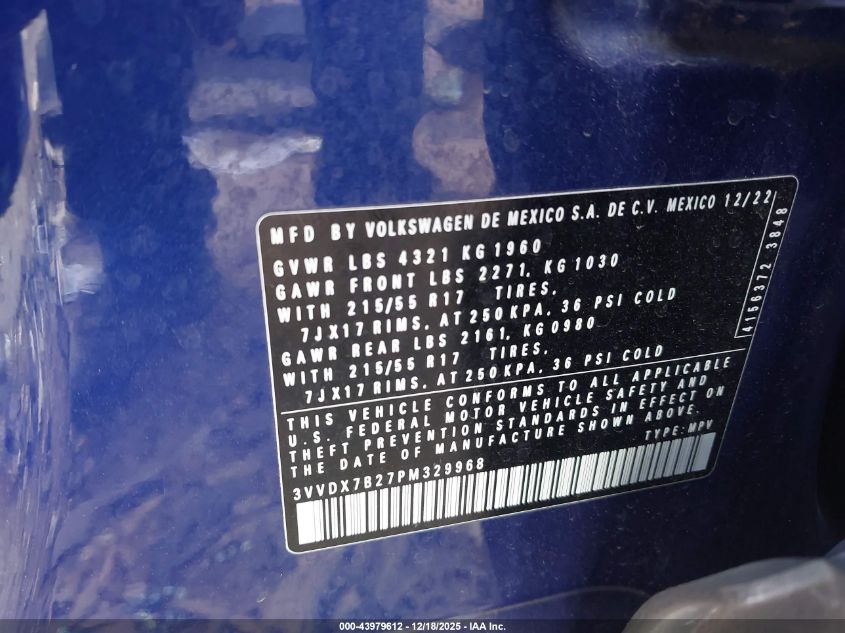 MFD BY VOLKSWAGEN DE MEXICO S.A. DE C.V. MEXICO 12/22
GVWR LBS 4321 KG 1960
GAWR FRONT LBS 2271, KG 1030
WITH 215/55 R17 TIRES,
7JX17 RIMS, AT 250 KPA, 36 PSI COLD
GAWR REAR LBS 2161, KG 0980
WITH 215/55 R17 TIRES,
7JX17 RIMS, AT 250 KPA, 36 PSI COLD
4156372 3848
THIS VEHICLE CONFORMS TO ALL APPLICABLE
U.S. FEDERAL MOTOR VEHICLE SAFETY AND
THEFT PREVENTION STANDARDS IN EFFECT ON
THE DATE OF MANUFACTURE SHOWN ABOVE.
TYPE: MPV
3VVDX7B27PM329968
000-43979612 - 12/18/2025 - IAA Inc.